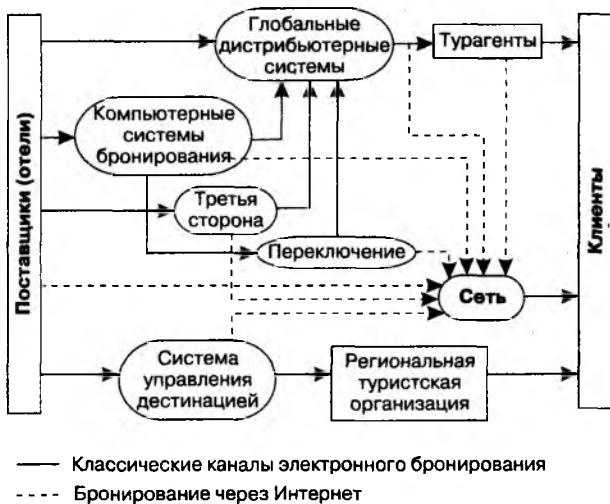 Глобальные
дистрибьютерные
системы
Турагенты
Компьютерные
системы
бронирования
Третья
сторона
Переключение
Сеть
Поставщики (отели)
Клиенты
Система
управления
дестинацией
Региональная
туристская
организация
Классические каналы электронного бронирования
Бронирование через Интернет